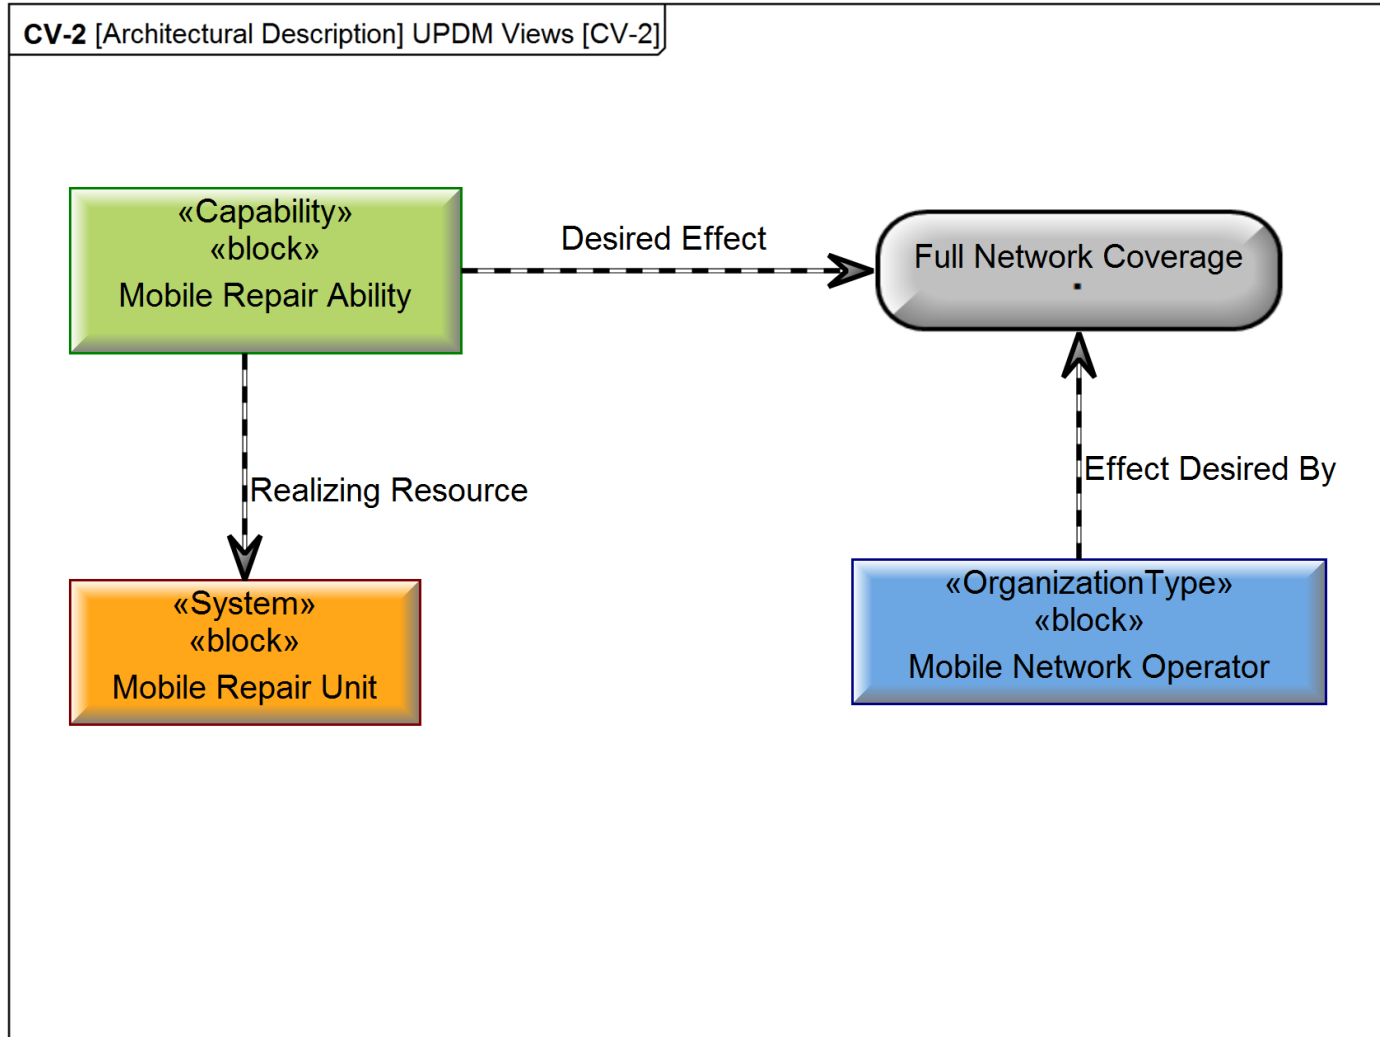 CV-2 [Architectural Description] UPDM Views [CV-2]
«Capability»
«block»
Mobile Repair Ability
Desired Effect
Full Network Coverage
Realizing Resource
Effect Desired By
«System»
«block»
Mobile Repair Unit
«OrganizationType»
«block»
Mobile Network Operator